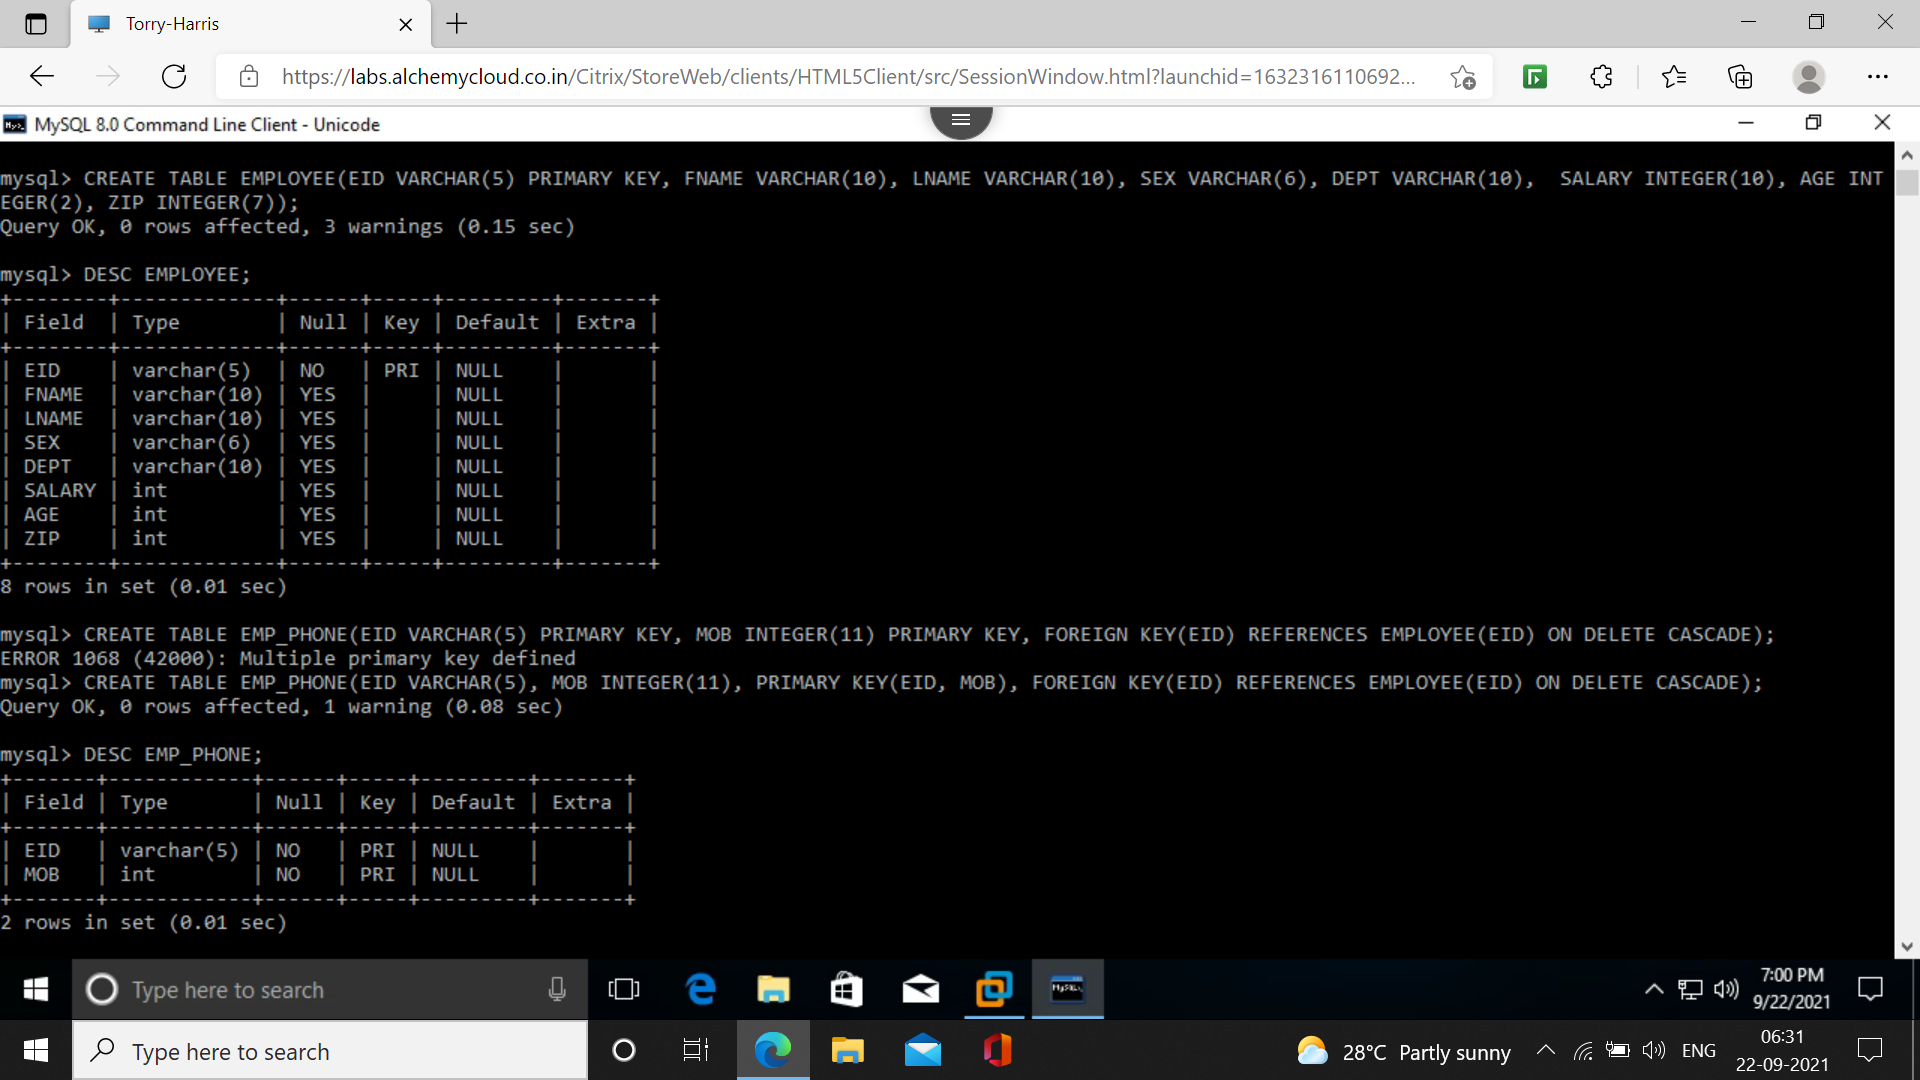 Torry-Harris
https://labs.alchemycloud.co.in/Citrix/StoreWeb/clients/HTML5Client/src/SessionWindow.html?launchid=1632316110692...
MySQL 8.0 Command Line Client - Unicode
mysql> CREATE TABLE EMPLOYEE(EID VARCHAR(5) PRIMARY KEY, FNAME VARCHAR(10), LNAME VARCHAR(10), SEX VARCHAR(6), DEPT VARCHAR(10),  SALARY INTEGER(10), AGE INT
EGER(2), ZIP INTEGER(7));
Query OK, 0 rows affected, 3 warnings (0.15 sec)
mysql> DESC EMPLOYEE;
+--------+-------------+------+-----+---------+-------+
| Field  | Type        | Null | Key | Default | Extra |
+--------+-------------+------+-----+---------+-------+
| EID    | varchar(5)  | NO   | PRI | NULL    |       |
| FNAME  | varchar(10) | YES  |     | NULL    |       |
| LNAME  | varchar(10) | YES  |     | NULL    |       |
| SEX    | varchar(6)  | YES  |     | NULL    |       |
| DEPT   | varchar(10) | YES  |     | NULL    |       |
| SALARY | int         | YES  |     | NULL    |       |
| AGE    | int         | YES  |     | NULL    |       |
| ZIP    | int         | YES  |     | NULL    |       |
+--------+-------------+------+-----+---------+-------+
8 rows in set (0.01 sec)
mysql> CREATE TABLE EMP_PHONE(EID VARCHAR(5) PRIMARY KEY, MOB INTEGER(11) PRIMARY KEY, FOREIGN KEY(EID) REFERENCES EMPLOYEE(EID) ON DELETE CASCADE);
ERROR 1068 (42000): Multiple primary key defined
mysql> CREATE TABLE EMP_PHONE(EID VARCHAR(5), MOB INTEGER(11), PRIMARY KEY(EID, MOB), FOREIGN KEY(EID) REFERENCES EMPLOYEE(EID) ON DELETE CASCADE);
Query OK, 0 rows affected, 1 warning (0.08 sec)
mysql> DESC EMP_PHONE;
+-------+------------+------+-----+---------+-------+
| Field | Type       | Null | Key | Default | Extra |
+-------+------------+------+-----+---------+-------+
| EID   | varchar(5) | NO   | PRI | NULL    |       |
| MOB   | int        | NO   | PRI | NULL    |       |
+-------+------------+------+-----+---------+-------+
2 rows in set (0.01 sec)
Type here to search
MySQL
7:00 PM
9/22/2021
Type here to search
28°C Partly sunny
ENG
06:31
22-09-2021